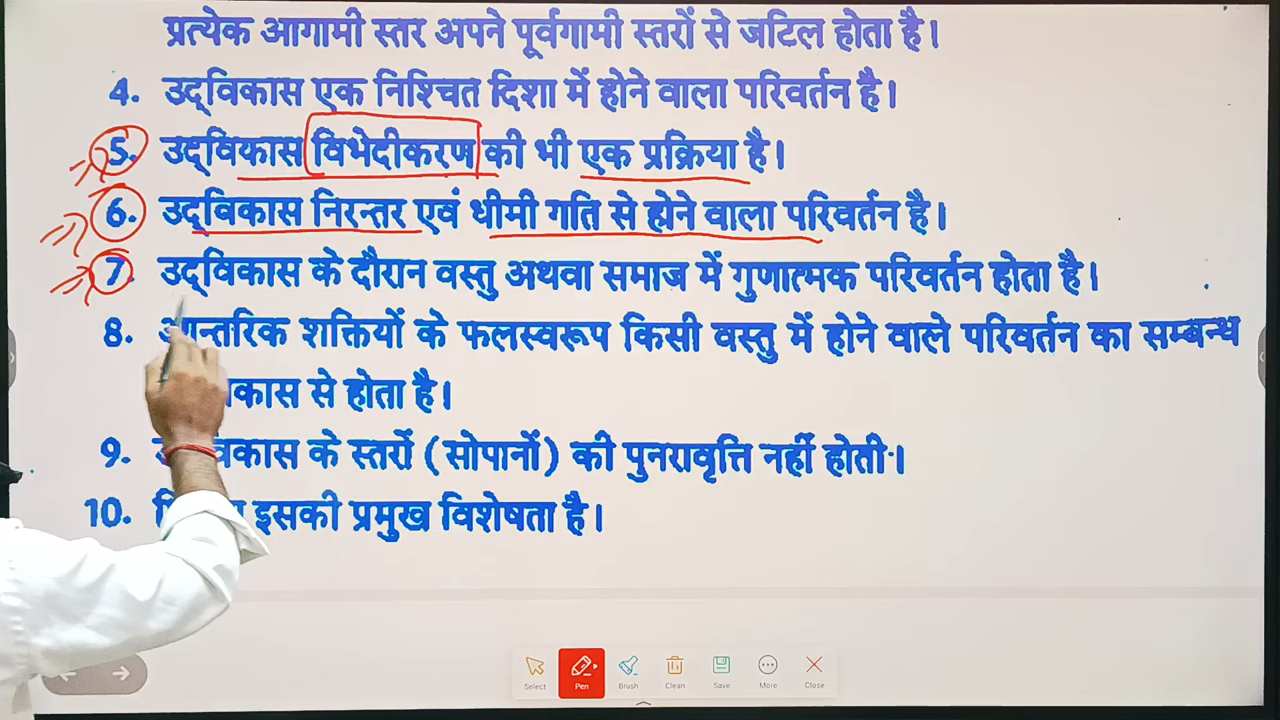 प्रत्येक आगामी स्तर अपने पूर्वगामी स्तरों से जटिल होता है।
4. उद्विकास एक निश्चित दिशा में होने वाला परिवर्तन है।
5. उद्विकास विभेदीकरण की भी एक प्रक्रिया है।
6. उद्विकास निरन्तर एवं धीमी गति से होने वाला परिवर्तन है।
7. उद्विकास के दौरान वस्तु अथवा समाज में गुणात्मक परिवर्तन होता है।
8. आन्तरिक शक्तियों के फलस्वरूप किसी वस्तु में होने वाले परिवर्तन का सम्बन्ध
से होता है।
9. के स्तरों (सोपानों) की पुनरावृत्ति नहीं होती।
10. इसकी प्रमुख विशेषता है।
Select Pen Brush Clean Save More Close